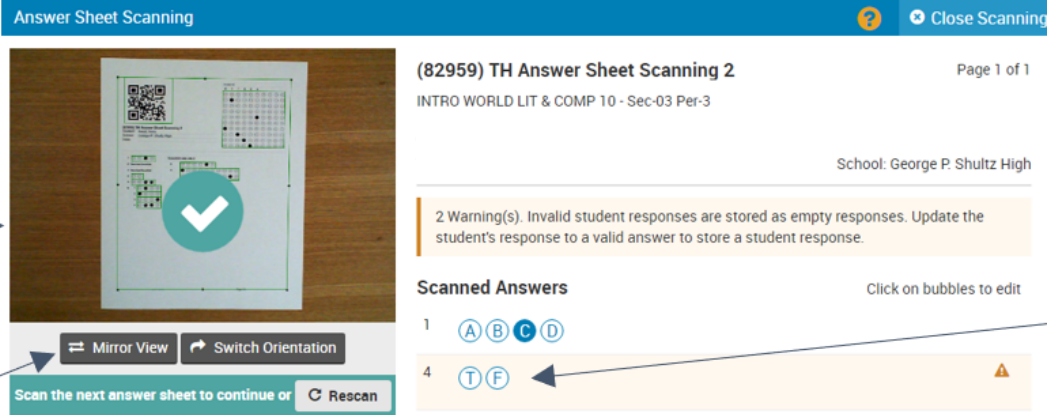 Answer Sheet Scanning
? Close Scanning
(82959) TH Answer Sheet Scanning 2
Page 1 of 1
INTRO WORLD LIT & COMP 10 - Sec-03 Per-3
School: George P. Shultz High
2 Warning(s). Invalid student responses are stored as empty responses. Update the
student's response to a valid answer to store a student response.
Scanned Answers
Click on bubbles to edit
1 A B C D
4 T F
Mirror View
Switch Orientation
Scan the next answer sheet to continue or
Rescan